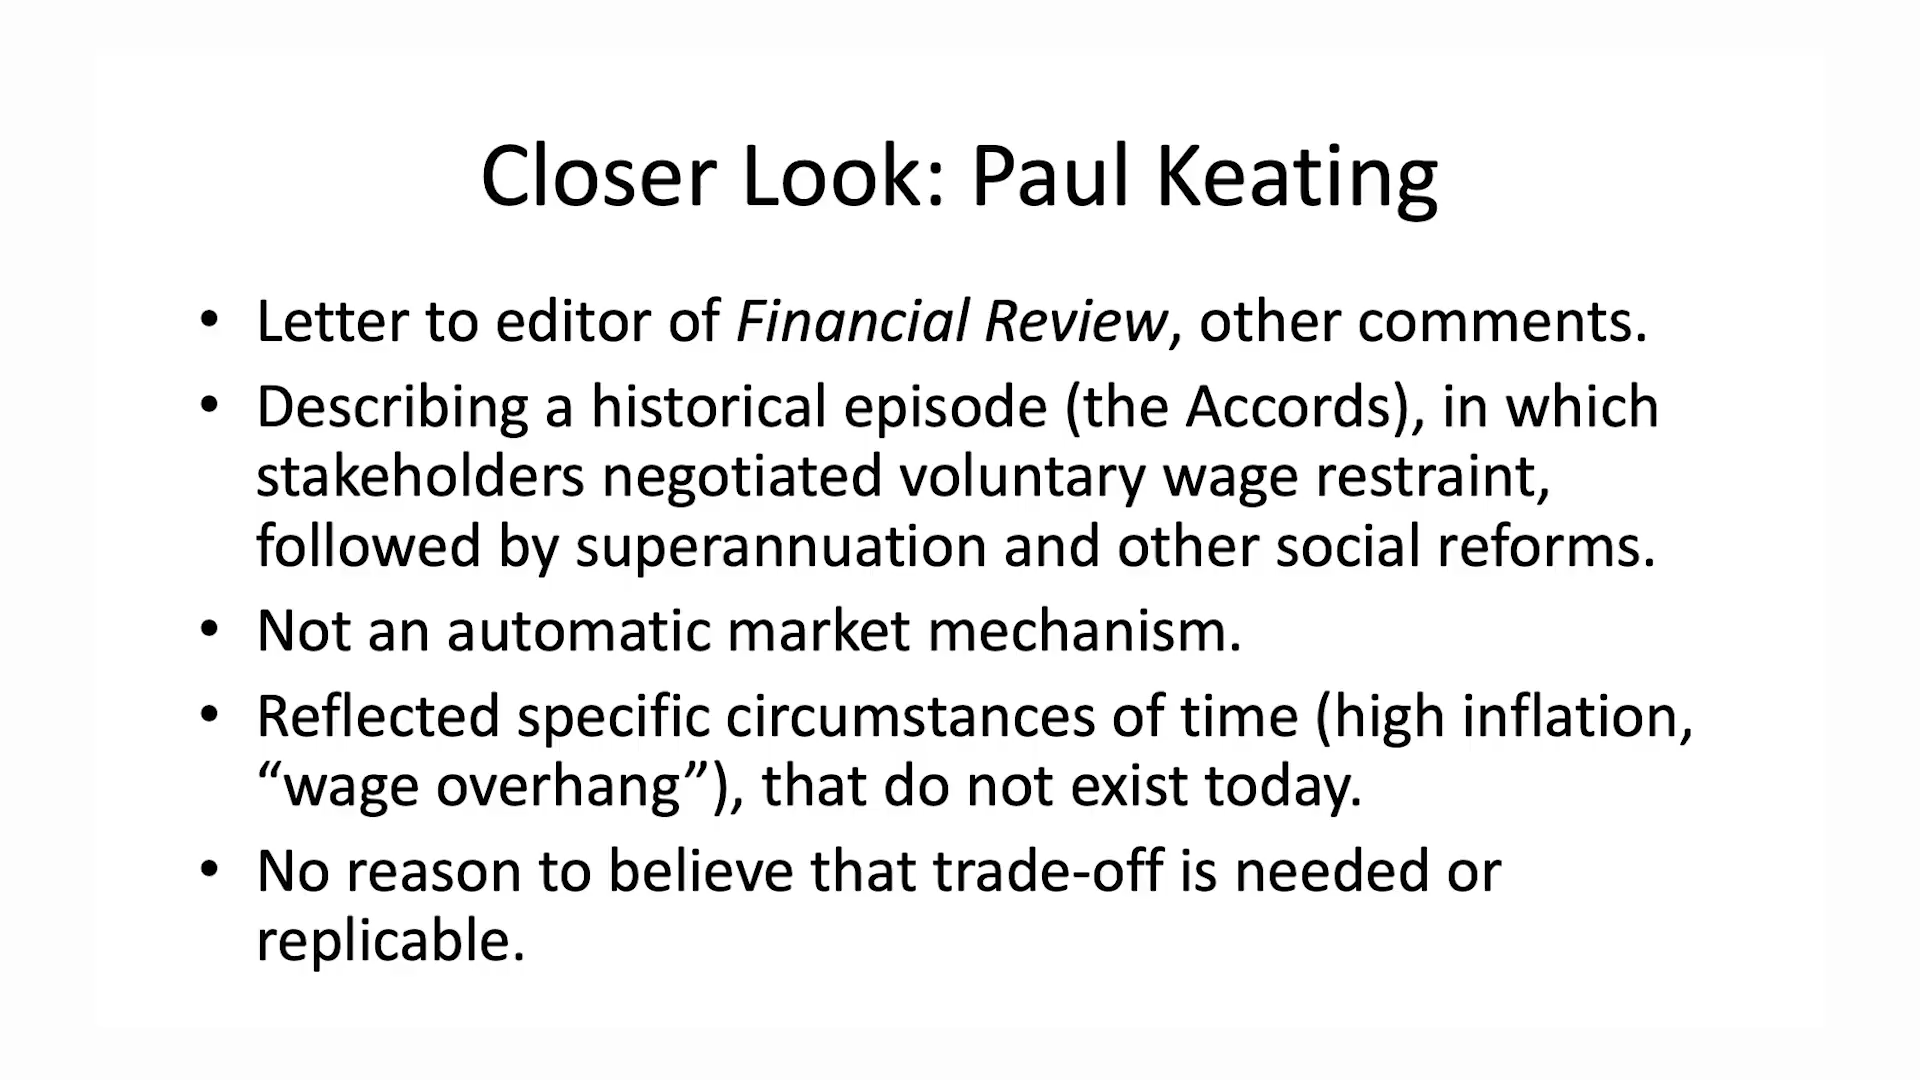 Closer Look: Paul Keating
• Letter to editor of Financial Review, other comments.
• Describing a historical episode (the Accords), in which
stakeholders negotiated voluntary wage restraint,
followed by superannuation and other social reforms.
• Not an automatic market mechanism.
• Reflected specific circumstances of time (high inflation,
“wage overhang”), that do not exist today.
• No reason to believe that trade-off is needed or
replicable.